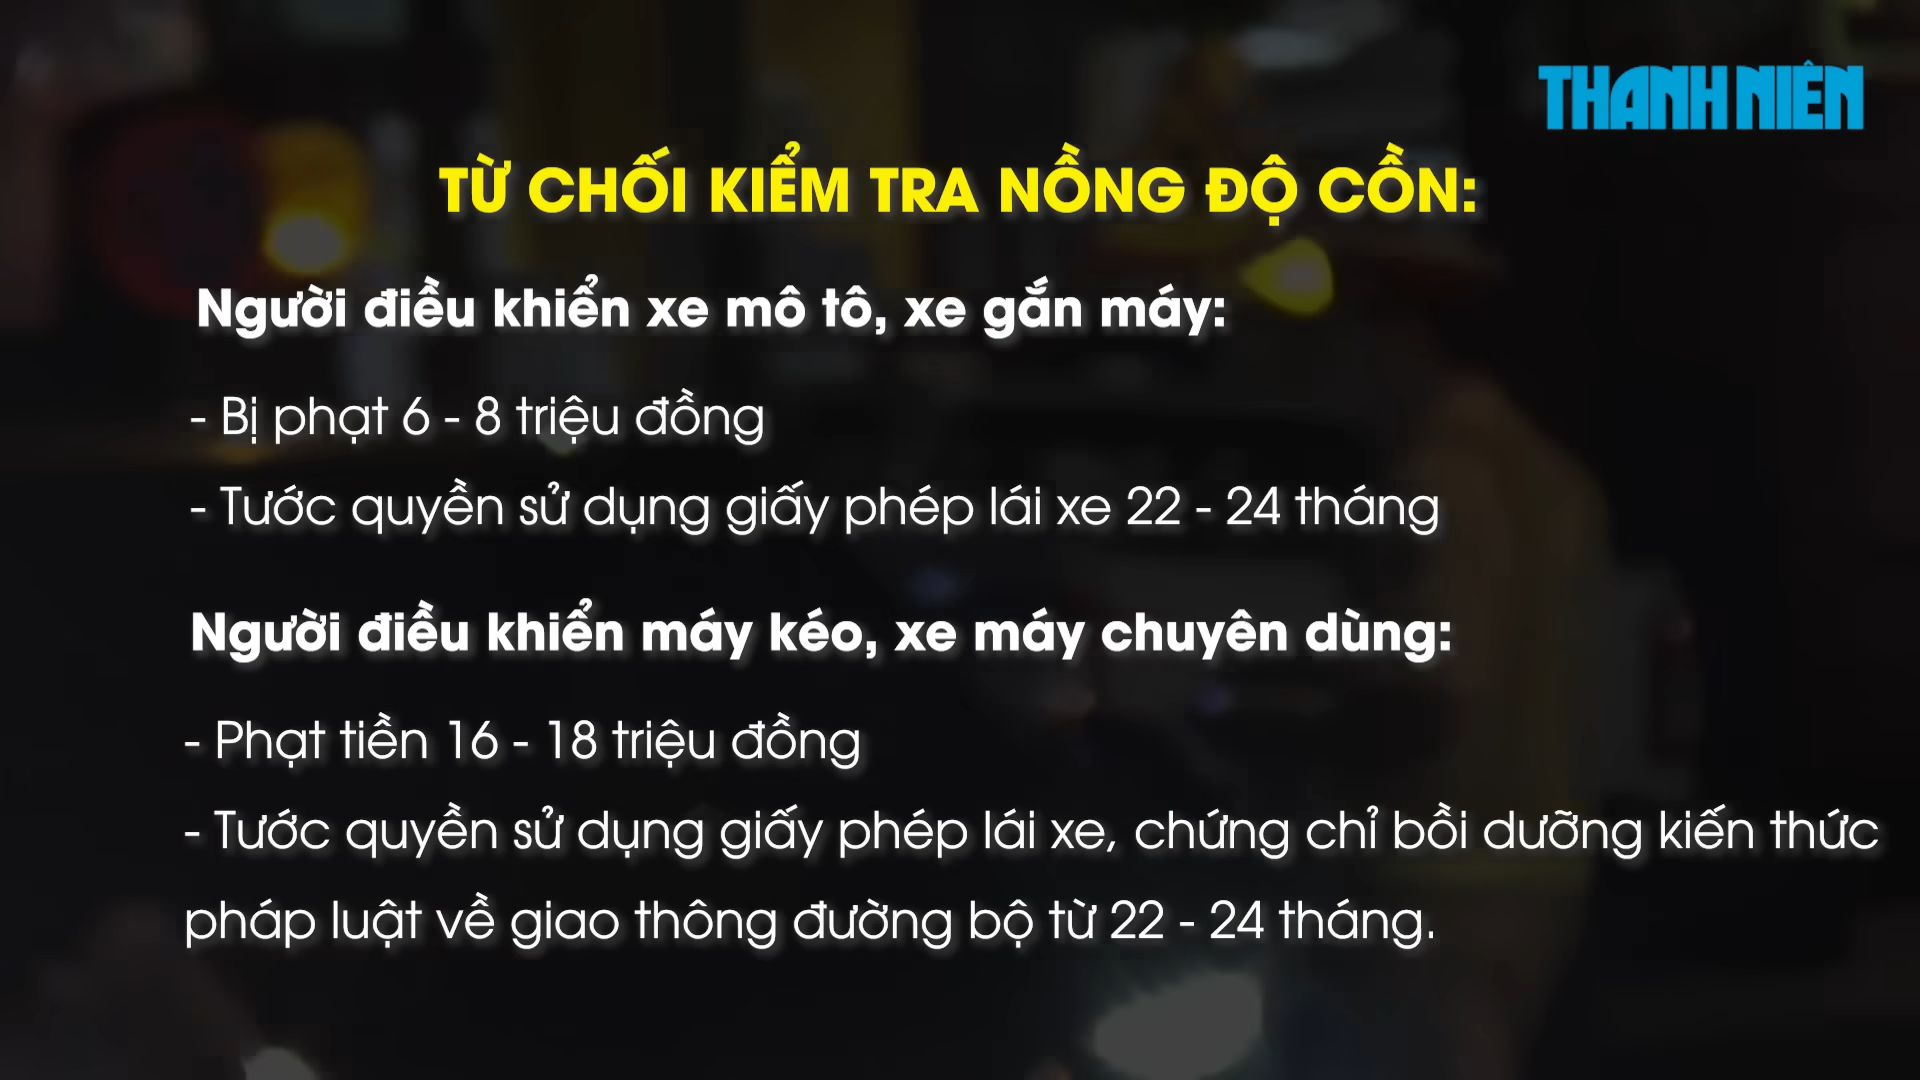 THANH NIÊN
TỪ CHỐI KIỂM TRA NỒNG ĐỘ CỒN:
Người điều khiển xe mô tô, xe gắn máy:
- Bị phạt 6 - 8 triệu đồng
- Tước quyền sử dụng giấy phép lái xe 22 - 24 tháng
Người điều khiển máy kéo, xe máy chuyên dùng:
- Phạt tiền 16 - 18 triệu đồng
- Tước quyền sử dụng giấy phép lái xe, chứng chỉ bồi dưỡng kiến thức
pháp luật về giao thông đường bộ từ 22 - 24 tháng.